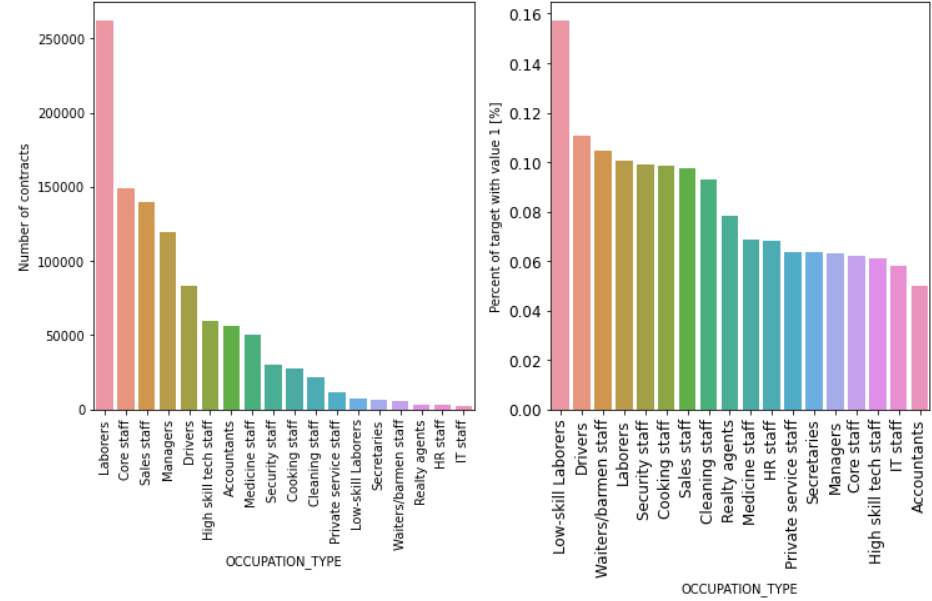 Number of contracts
250000
200000
150000
100000
50000
0
Laborers
Core staff
Sales staff
Managers
Drivers
High skill tech staff
Accountants
Medicine staff
Security staff
Cooking staff
Cleaning staff
Private service staff
Low-skill Laborers
Secretaries
Waiters/barmen staff
Realty agents
HR staff
IT staff
OCCUPATION_TYPE
Percent of target with value 1 [%]
0.16
0.14
0.12
0.10
0.08
0.06
0.04
0.02
0.00
Low-skill Laborers
Drivers
Waiters/barmen staff
Laborers
Security staff
Cooking staff
Sales staff
Cleaning staff
Realty agents
Medicine staff
HR staff
Private service staff
Secretaries
Managers
Core staff
High skill tech staff
IT staff
Accountants
OCCUPATION_TYPE